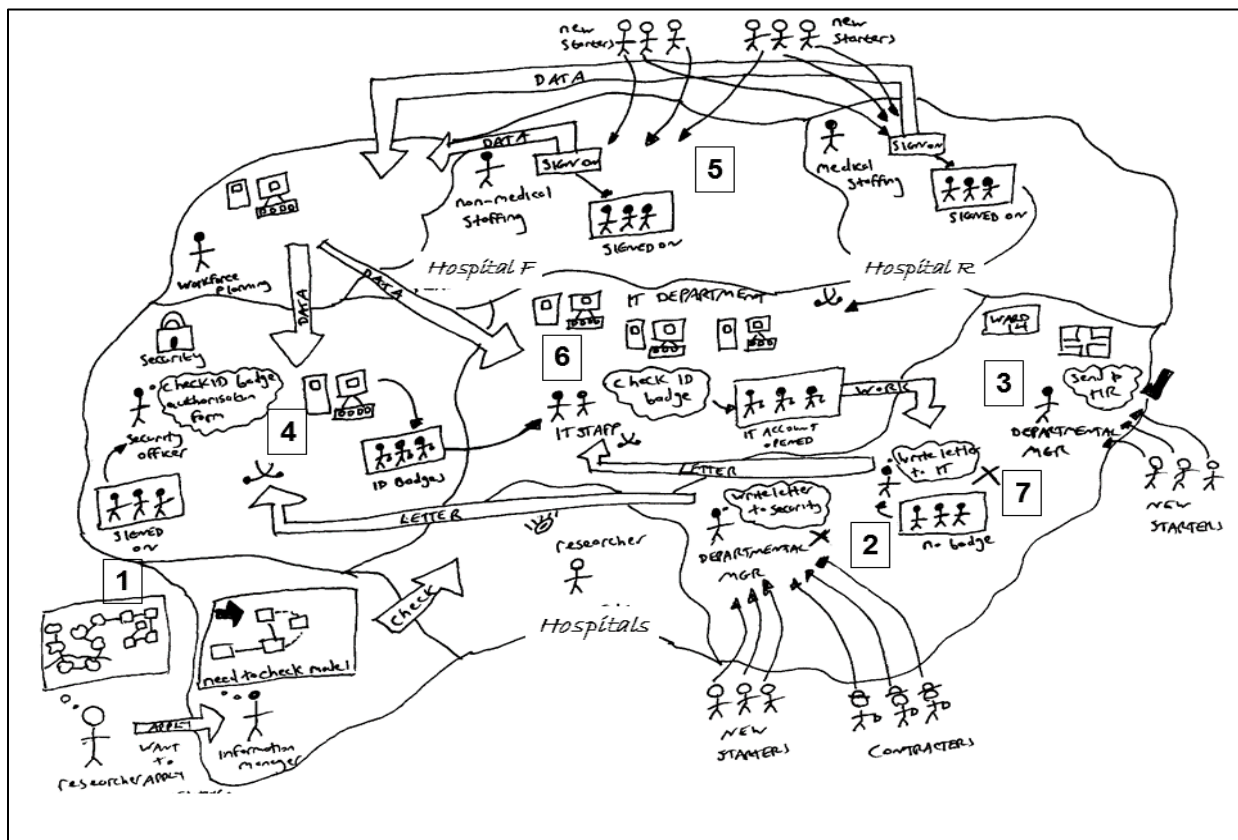 new
starters
new
starters
DATA
DATA
SIGN ON
SIGN ON
5
medical
staffing
non-medical
staffing
SIGNED ON
SIGNED ON
Hospital F
Hospital R
workforce
planning
DATA
DATA
IT DEPARTMENT
WARD
14
security
6
check ID badge
authorisation
form
check ID
badge
3
send to
HR
4
WORK
security
officer
IT STAFF
IT ACCOUNT
OPENED
DEPARTMENTAL
MGR
ID Badges
LETTER
write letter
to IT
7
LETTER
write letter
to security
NEW
STARTERS
SIGNED
ON
researcher
2
no badge
DEPARTMENTAL
MGR
1
CHECK
Hospitals
need to check model
APPLY
WANT
TO
APPLY
researcher
information
manager
NEW
STARTERS
CONTRACTERS